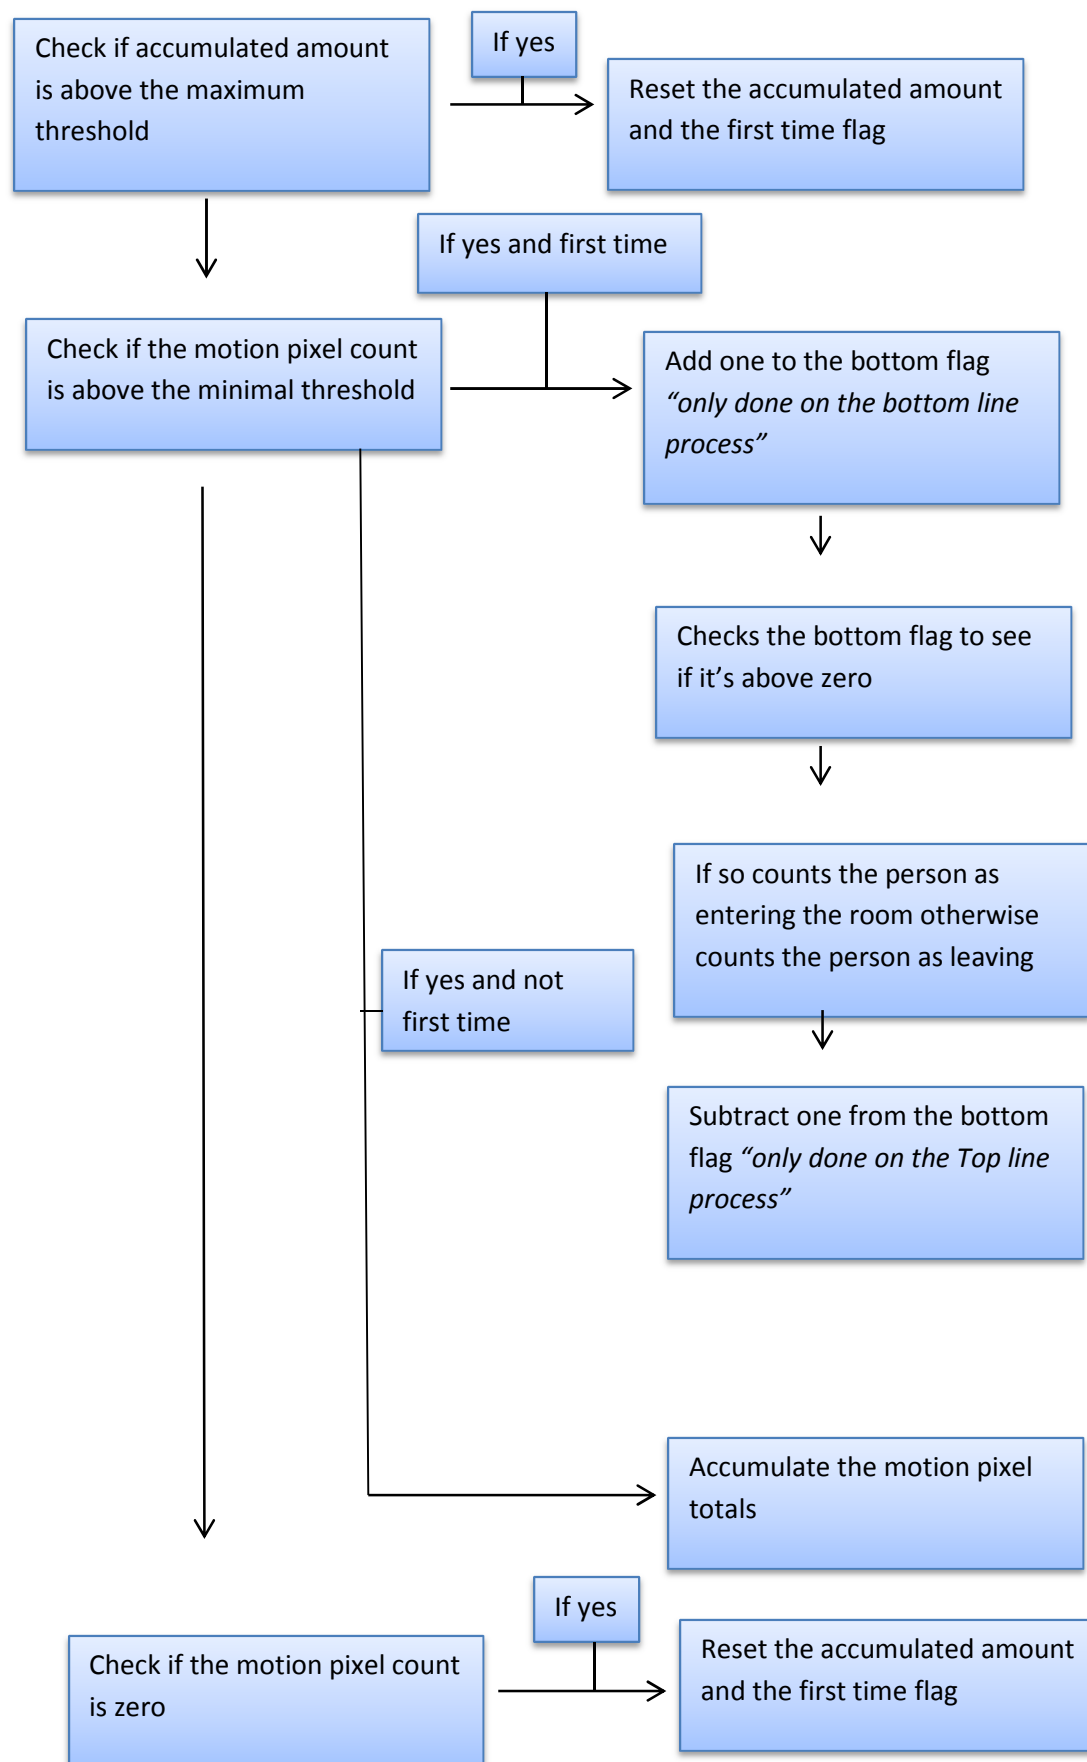 Check if accumulated amount
is above the maximum
threshold
If yes
Reset the accumulated amount
and the first time flag
If yes and first time
Check if the motion pixel count
is above the minimal threshold
Add one to the bottom flag
“only done on the bottom line
process”
Checks the bottom flag to see
if it’s above zero
If so counts the person as
entering the room otherwise
counts the person as leaving
If yes and not
first time
Subtract one from the bottom
flag “only done on the Top line
process”
Accumulate the motion pixel
totals
If yes
Check if the motion pixel count
is zero
Reset the accumulated amount
and the first time flag